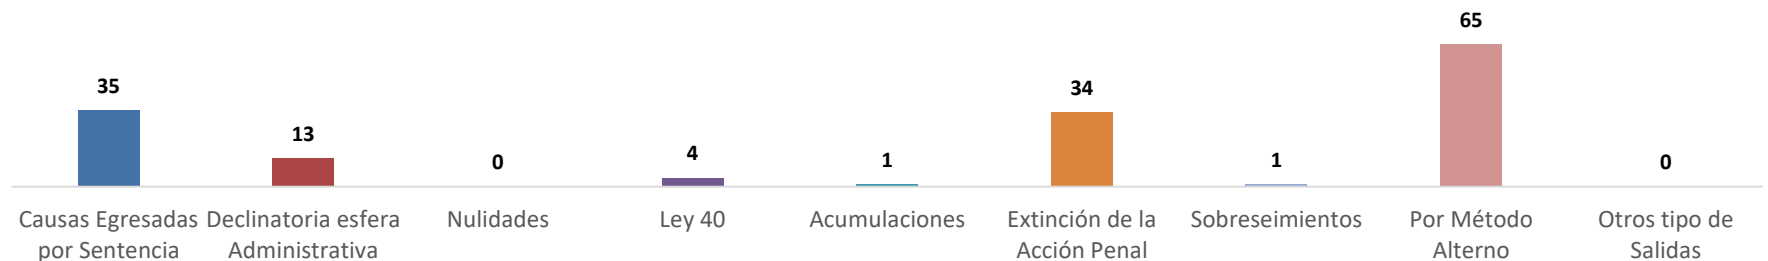 65
35
34
13
4
0
1
1
0
Causas Egresadas
por Sentencia
Declinatoria esfera
Administrativa
Nulidades
Ley 40
Acumulaciones
Extinción de la
Acción Penal
Sobreseimientos
Por Método
Alterno
Otros tipo de
Salidas